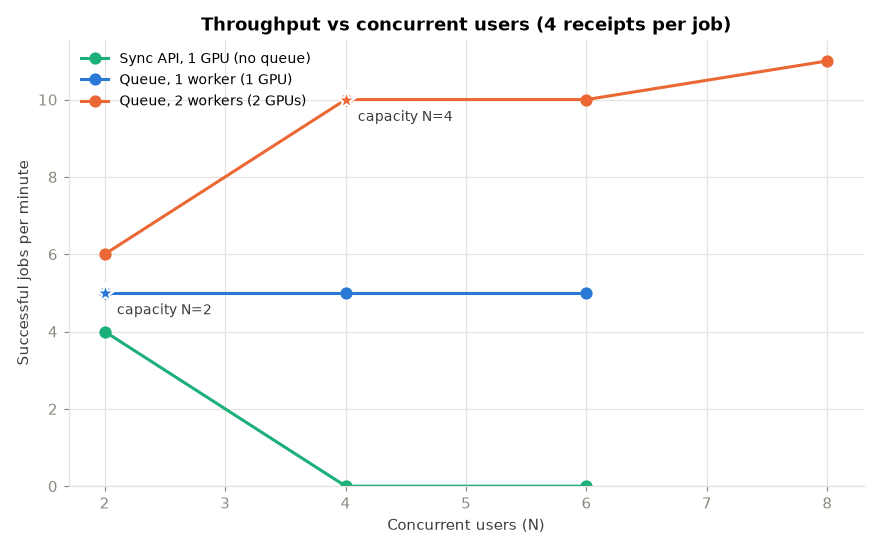 Throughput vs concurrent users (4 receipts per job)
Sync API, 1 GPU (no queue)
Queue, 1 worker (1 GPU)
Queue, 2 workers (2 GPUs)
capacity N=4
capacity N=2
Successful jobs per minute
10
8
6
4
2
0
2
3
4
5
6
7
8
Concurrent users (N)